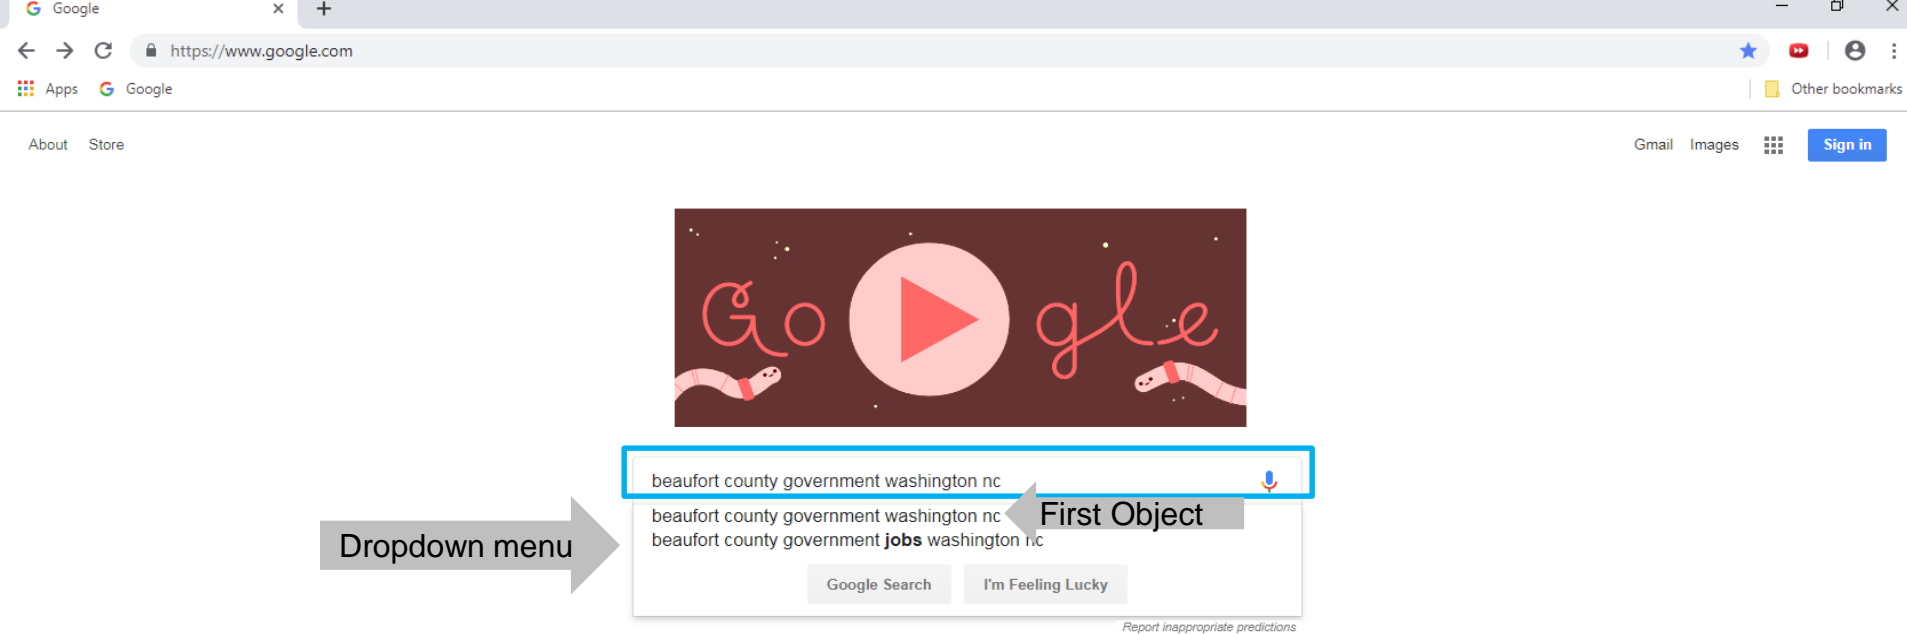 Google
https://www.google.com
Apps Google Other bookmarks
About Store Gmail Images Sign in
Google
beaufort county government washington nc
beaufort county government washington nc First Object
beaufort county government jobs washington nc
Dropdown menu
Google Search I'm Feeling Lucky
Report inappropriate predictions